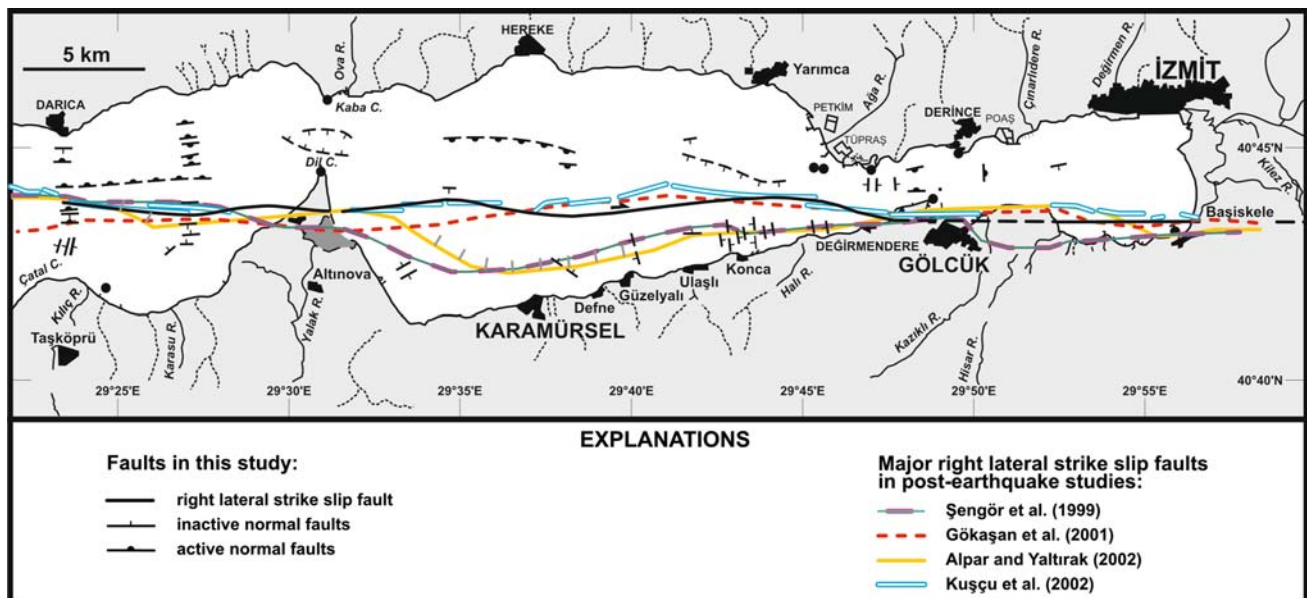 5 km
DARICA
Ova R.
Kaba C.
HEREKE
Yarımca
PETKİM
TÜPRAŞ
Ağa R.
DERİNCE
POAŞ
Çınarlıdere R.
Değirmen R.
İZMİT
40°45'N
Kilez R.
Dil C.
Başiskele
DEĞİRMENDERE
GÖLCÜK
Çatal C.
Kılıç R.
Taşköprü
Karasu R.
Altınova
Yalak R.
KARAMÜRSEL
Defne
Güzelyalı
Ulaşlı
Konca
Halı R.
Kazıklı R.
Hisar R.
40°40'N
29°25'E
29°30'E
29°35'E
29°40'E
29°45'E
29°50'E
29°55'E
EXPLANATIONS
Faults in this study:
right lateral strike slip fault
inactive normal faults
active normal faults
Major right lateral strike slip faults
in post-earthquake studies:
Şengör et al. (1999)
Gökaşan et al. (2001)
Alpar and Yaltırak (2002)
Kuşçu et al. (2002)